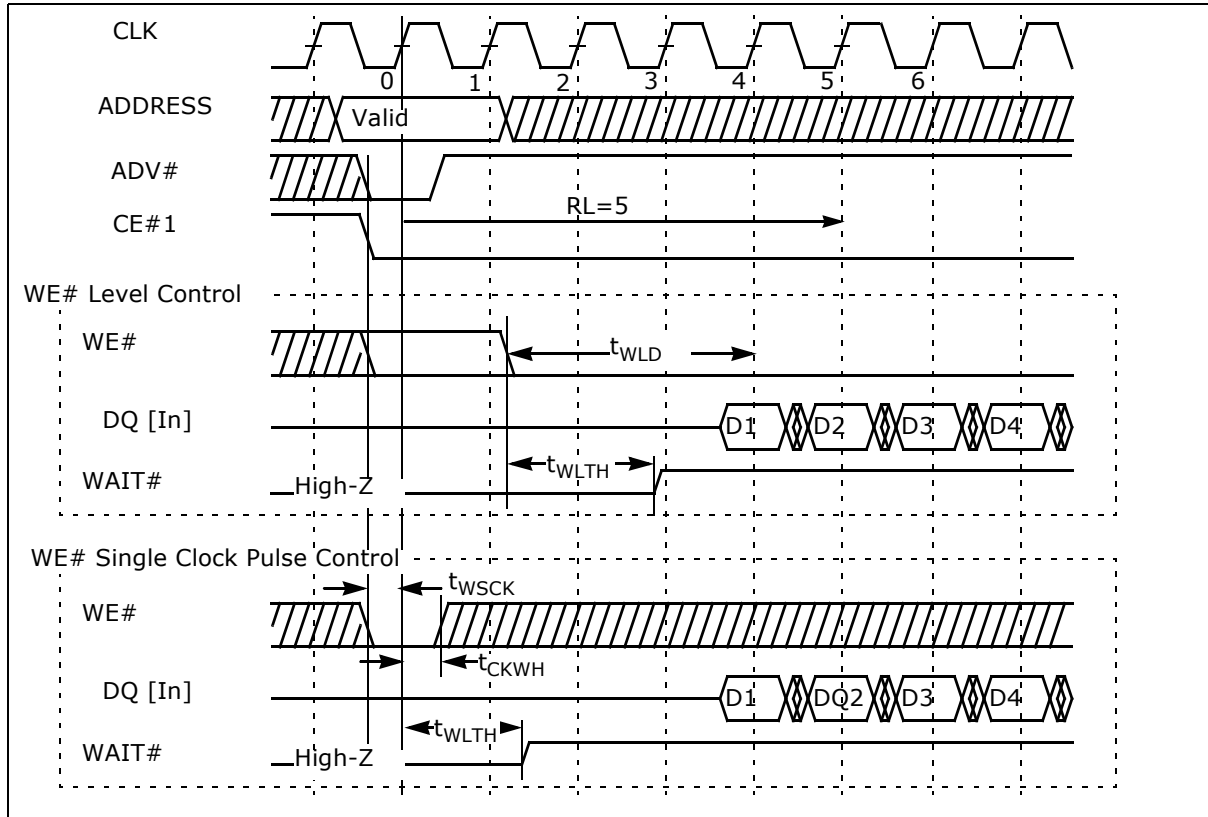 CLK
0 1 2 3 4 5 6
ADDRESS
Valid
ADV#
RL=5
CE#1
WE# Level Control
WE#
tWLD
DQ [In]
D1 D2 D3 D4
tWLTH
WAIT#
High-Z
WE# Single Clock Pulse Control
tWSCK
WE#
tCKWH
DQ [In]
D1 DQ2 D3 D4
tWLTH
WAIT#
High-Z